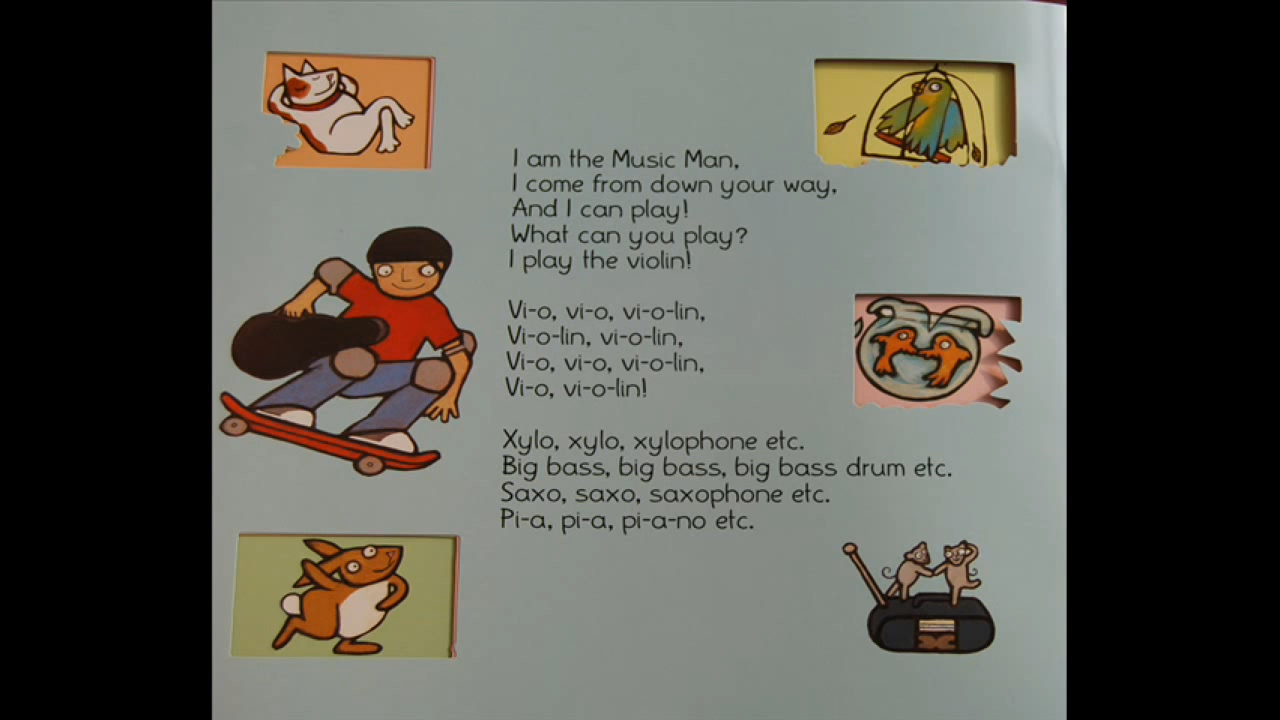 I am the Music Man,
I come from down your way,
And I can play!
What can you play?
I play the violin!
Vi-o, vi-o, vi-o-lin,
Vi-o-lin, vi-o-lin,
Vi-o, vi-o, vi-o-lin,
Vi-o, vi-o-lin!
Xylo, xylo, xylophone etc.
Big bass, big bass, big bass drum etc.
Saxo, saxo, saxophone etc.
Pi-a, pi-a, pi-a-no etc.